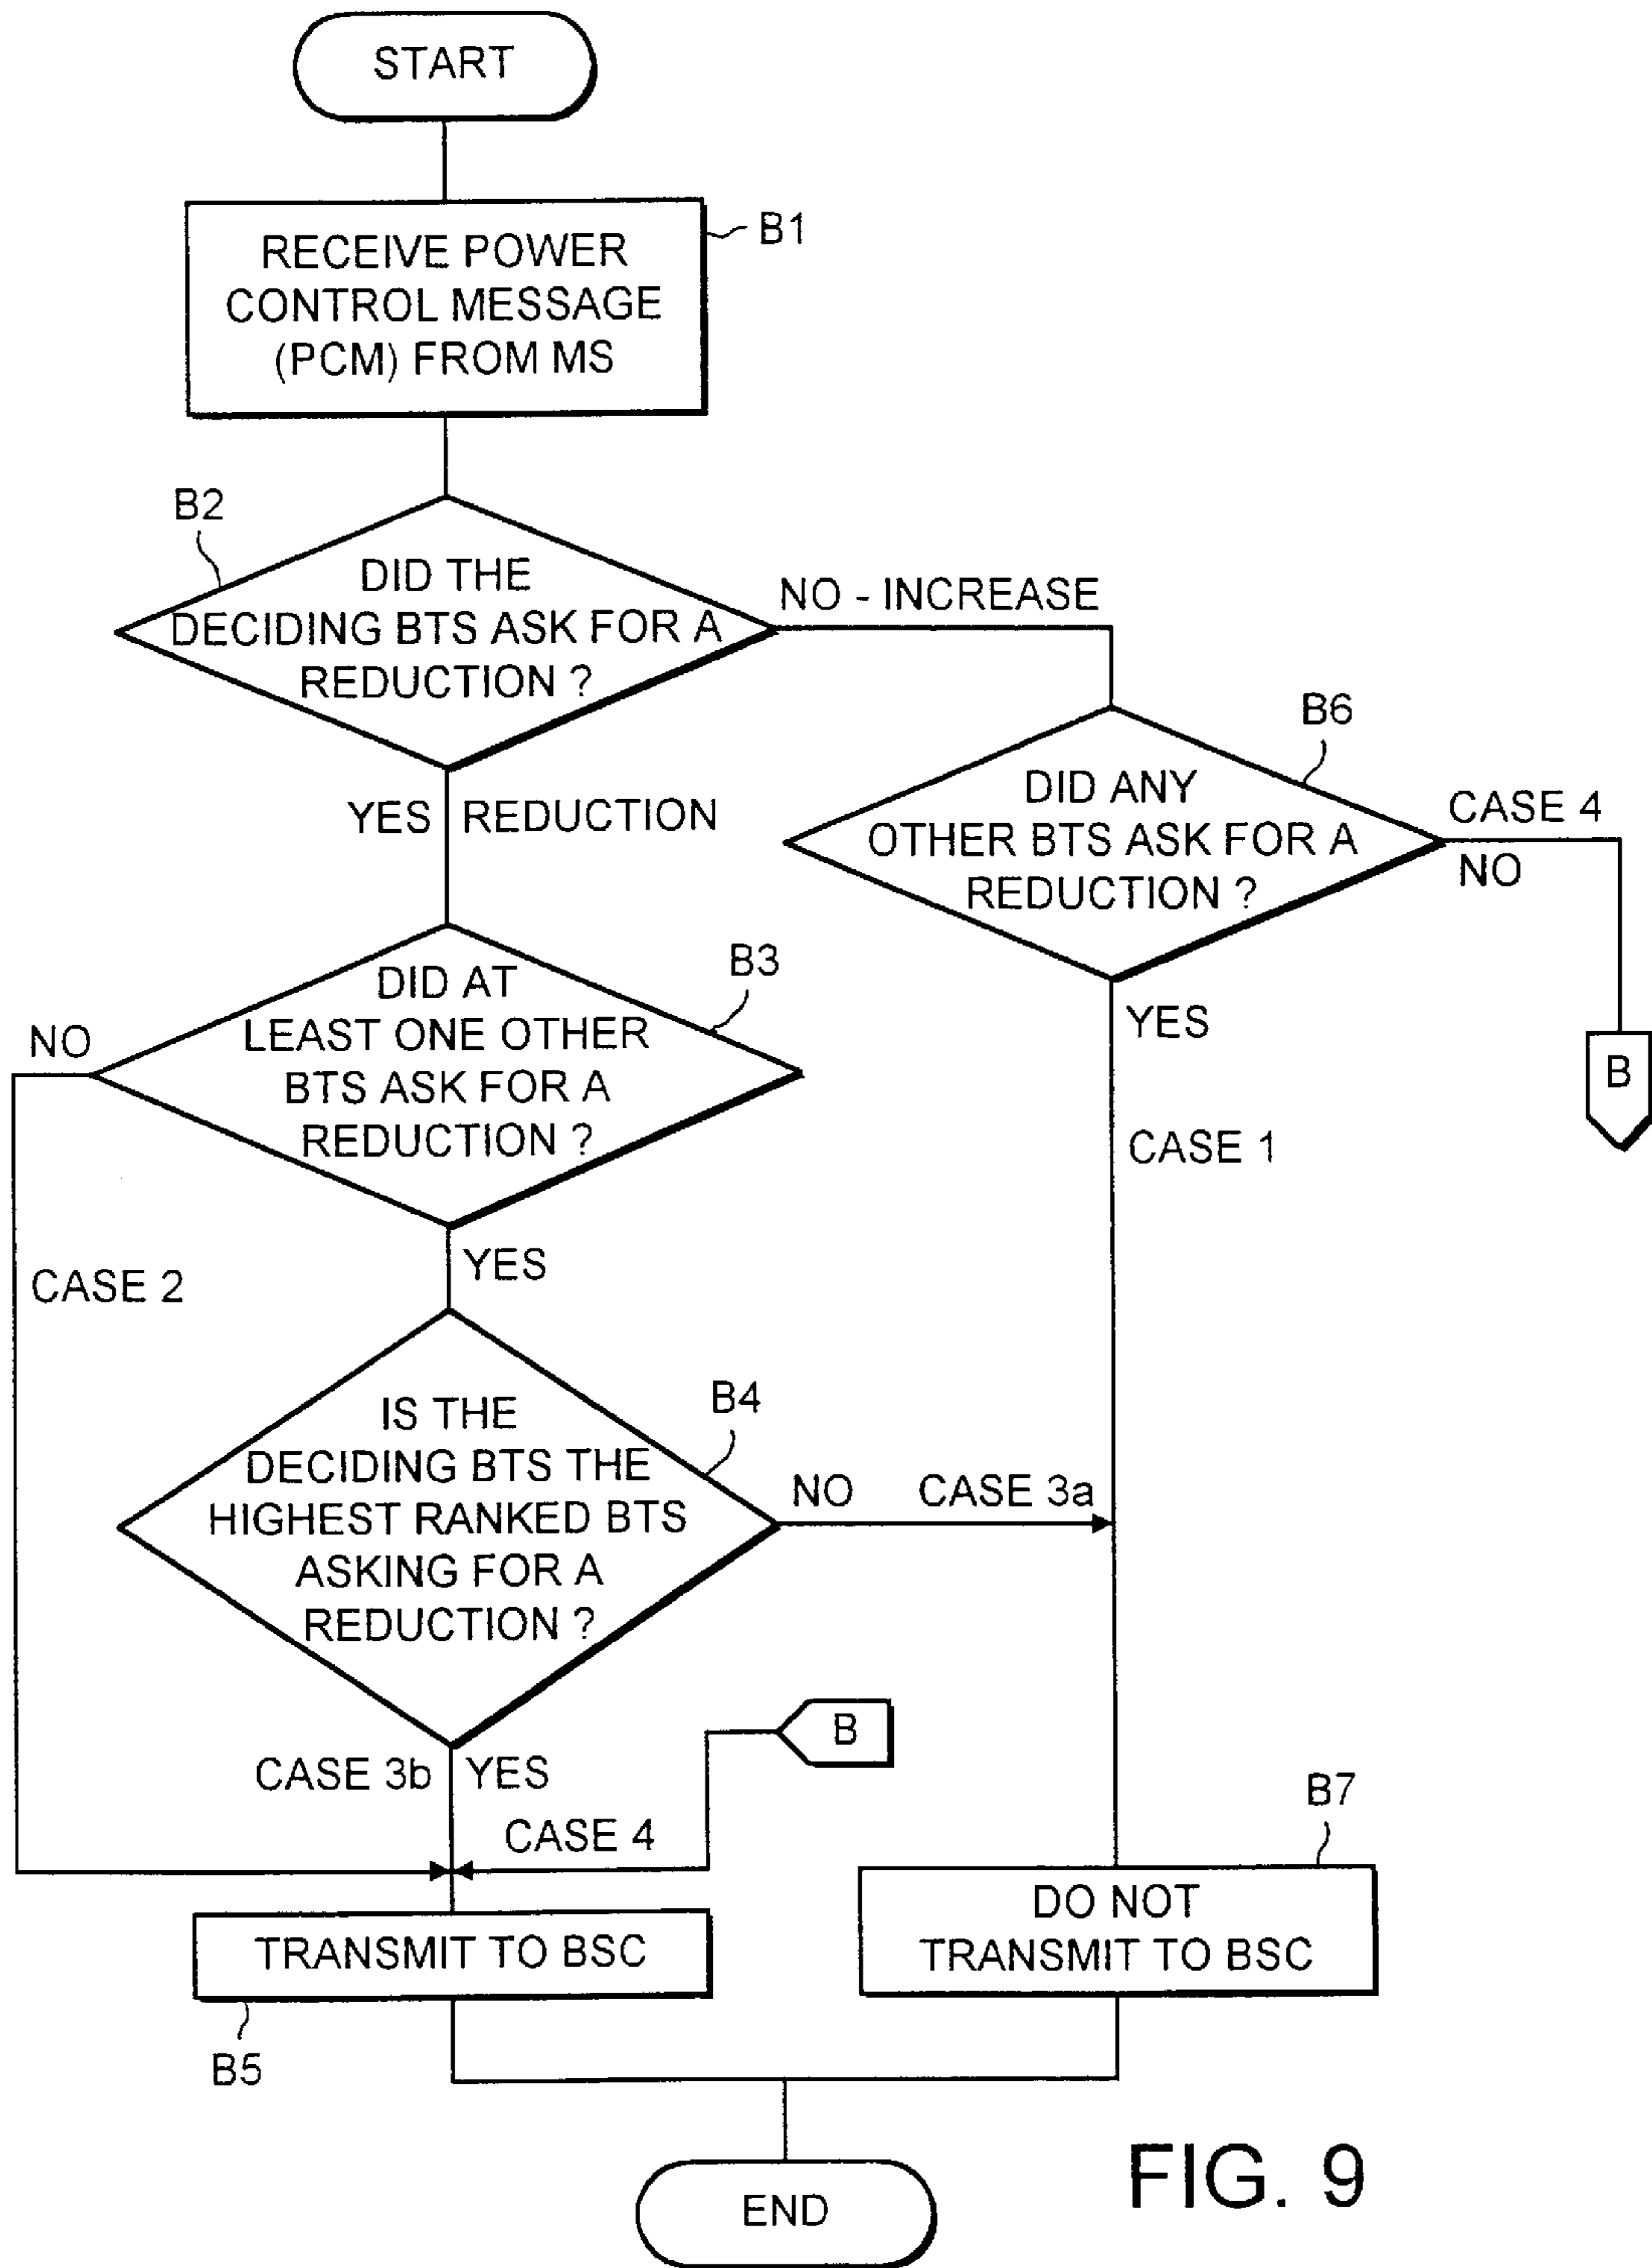 START
RECEIVE POWER
CONTROL MESSAGE
(PCM) FROM MS
B1
B2
DID THE
DECIDING BTS ASK FOR A
REDUCTION ?
NO - INCREASE
YES REDUCTION
B6
DID ANY
OTHER BTS ASK FOR A
REDUCTION ?
CASE 4
NO
B
YES
CASE 1
B3
DID AT
LEAST ONE OTHER
BTS ASK FOR A
REDUCTION ?
NO
CASE 2
YES
B4
IS THE
DECIDING BTS THE
HIGHEST RANKED BTS
ASKING FOR A
REDUCTION ?
NO CASE 3a
CASE 3b YES
B
CASE 4
TRANSMIT TO BSC
B5
B7
DO NOT
TRANSMIT TO BSC
END
FIG. 9